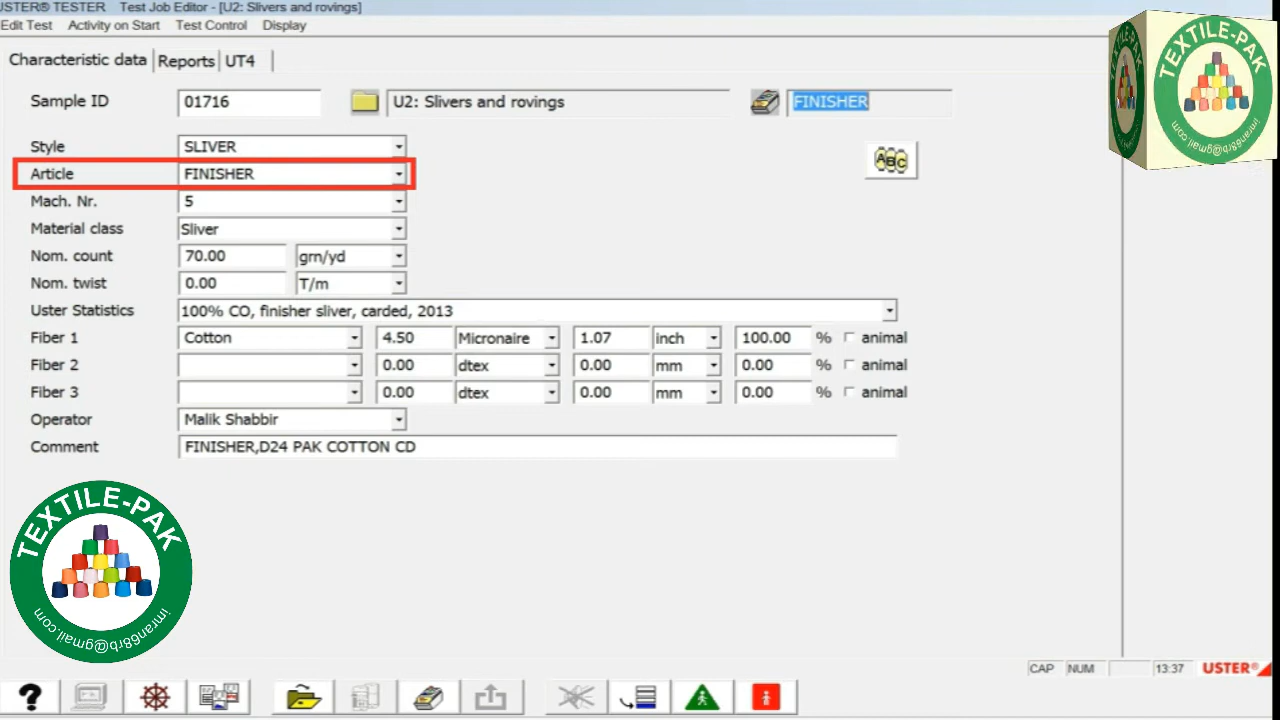 USTER® TESTER Test Job Editor - [U2: Slivers and rovings]
Edit Test Activity on Start Test Control Display
Characteristic data Reports UT4
Sample ID 01716 U2: Slivers and rovings FINISHER
Style SLIVER
ABC
Article FINISHER
Mach. Nr. 5
Material class Sliver
Nom. count 70.00 grn/yd
Nom. twist 0.00 T/m
Uster Statistics 100% CO, finisher sliver, carded, 2013
Fiber 1 Cotton 4.50 Micronaire 1.07 inch 100.00 % animal
Fiber 2 0.00 dtex 0.00 mm 0.00 % animal
Fiber 3 0.00 dtex 0.00 mm 0.00 % animal
Operator Malik Shabbir
Comment FINISHER,D24 PAK COTTON CD
TEXTILE-PAK
imran68rb@gmail.com
TEXTILE-PAK
imran68rb@gmail.com
CAP NUM 13:37 USTER®
?